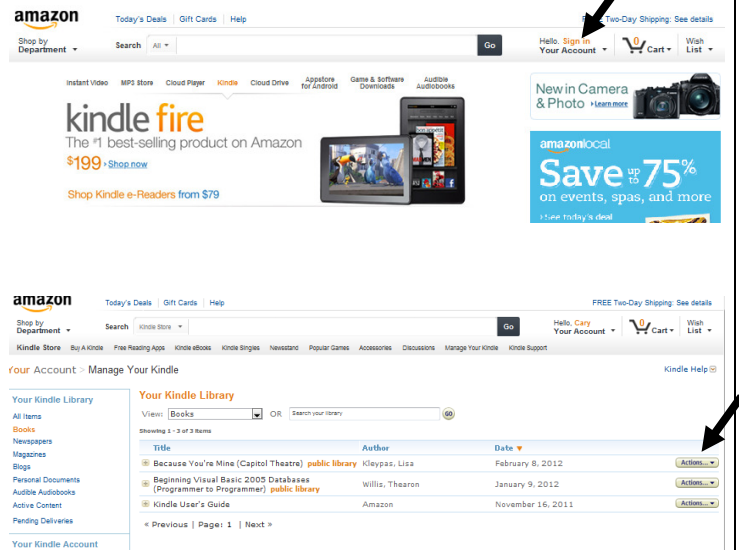 amazon
Today's Deals | Gift Cards | Help
Two-Day Shipping: See details
Shop by
Department
Search All
Go
Hello. Sign in
Your Account
0
Cart
Wish
List
Instant Video MP3 Store Cloud Player Kindle Cloud Drive Appstore for Android Game & Software Downloads Audible Audiobooks
kindle fire
The #1 best-selling product on Amazon
$199 › Shop now
Shop Kindle e-Readers from $79
New in Camera
& Photo › Learn more
amazonlocal
Save up to 75%
on events, spas, and more
› See today's deal
amazon
Today's Deals | Gift Cards | Help
FREE Two-Day Shipping: See details
Shop by
Department
Search Kindle Store
Go
Hello, Cary
Your Account
0
Cart
Wish
List
Kindle Store Buy A Kindle Free Reading Apps Kindle eBooks Kindle Singles Newsstand Popular Games Accessories Discussions Manage Your Kindle Kindle Support
Your Account > Manage Your Kindle
Kindle Help
Your Kindle Library
All Items
Books
Newspapers
Magazines
Blogs
Personal Documents
Audible Audiobooks
Active Content
Pending Deliveries
Your Kindle Account
Your Kindle Library
View: Books OR Search your library GO
Showing 1 - 3 of 3 Items
Title Author Date
Because You're Mine (Capitol Theatre) public library Kleypas, Lisa February 8, 2012 Actions...
Beginning Visual Basic 2005 Databases
(Programmer to Programmer) public library Willis, Thearon January 9, 2012 Actions...
Kindle User's Guide Amazon November 16, 2011 Actions...
« Previous | Page: 1 | Next »